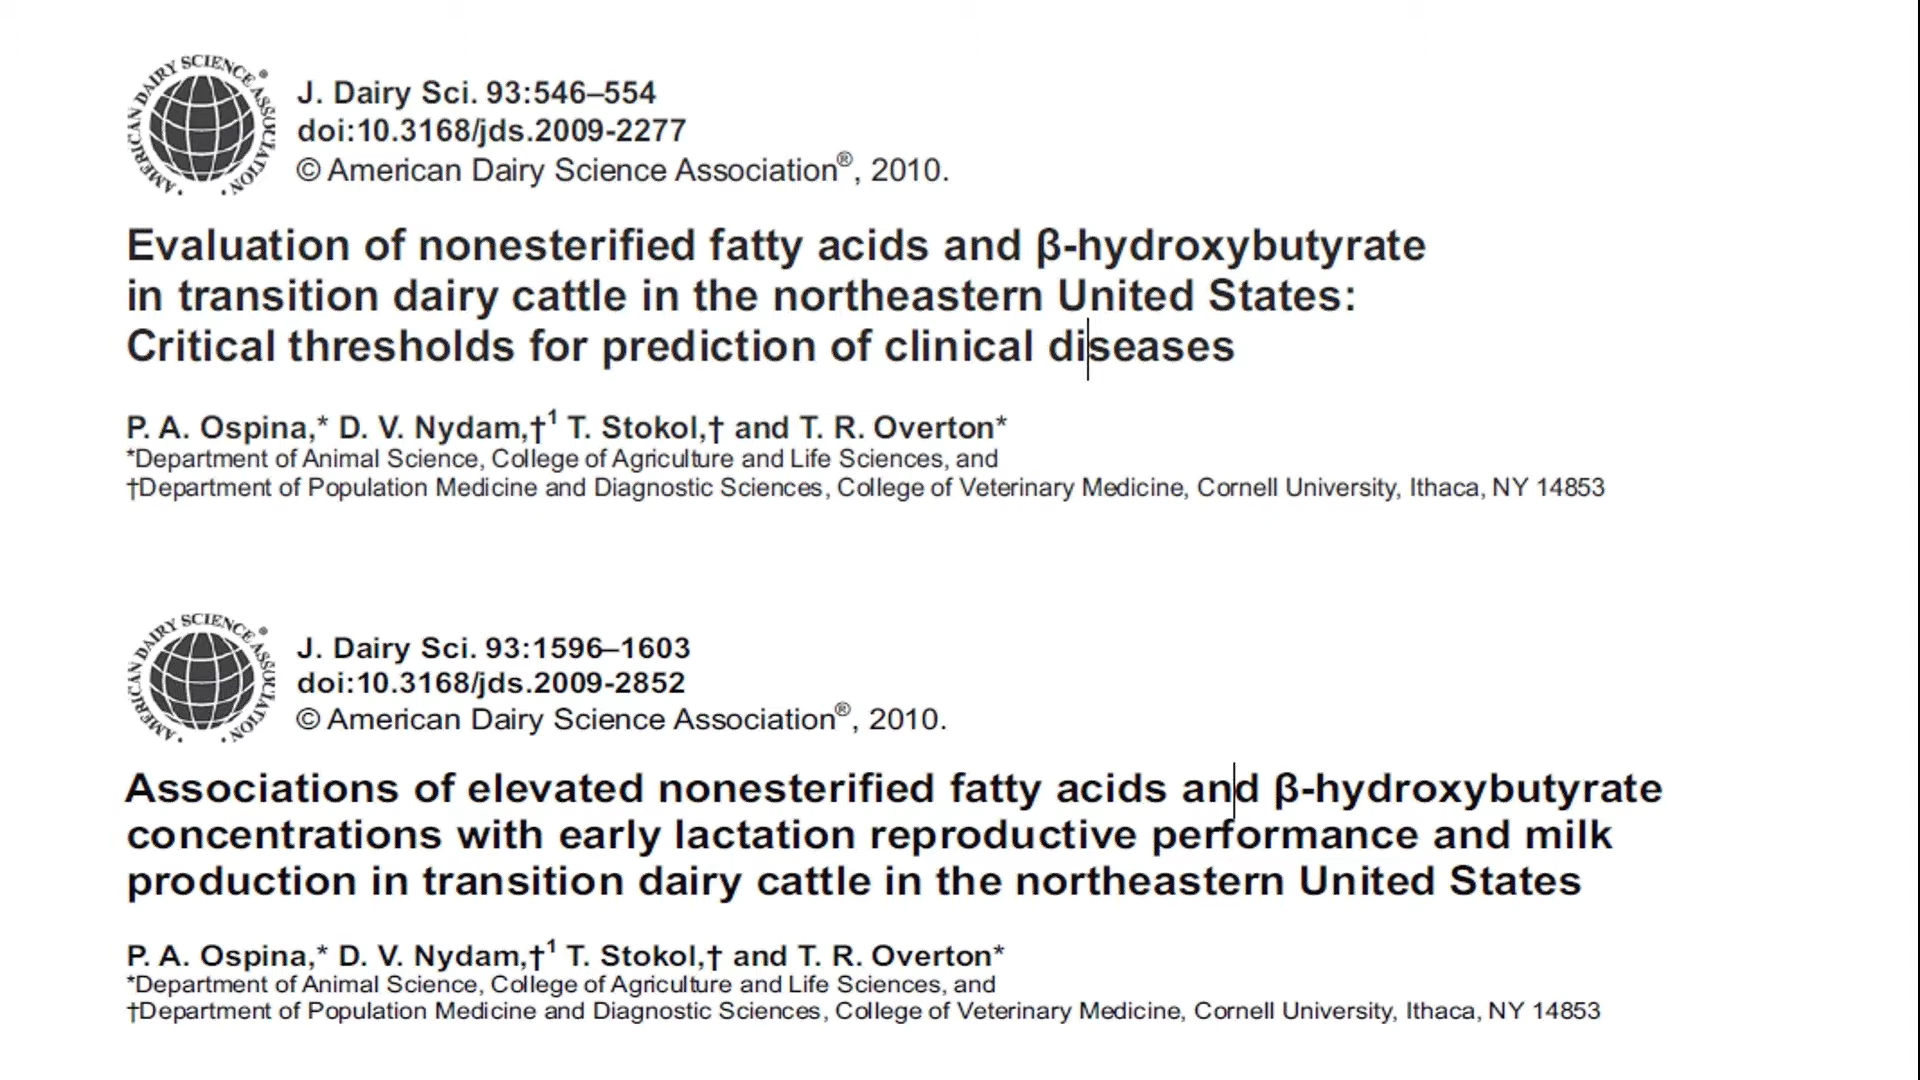 AMERICAN DAIRY SCIENCE ASSOCIATION ®
J. Dairy Sci. 93:546–554
doi:10.3168/jds.2009-2277
© American Dairy Science Association®, 2010.
Evaluation of nonesterified fatty acids and β-hydroxybutyrate
in transition dairy cattle in the northeastern United States:
Critical thresholds for prediction of clinical diseases
P. A. Ospina,* D. V. Nydam,†1 T. Stokol,† and T. R. Overton*
*Department of Animal Science, College of Agriculture and Life Sciences, and
†Department of Population Medicine and Diagnostic Sciences, College of Veterinary Medicine, Cornell University, Ithaca, NY 14853
AMERICAN DAIRY SCIENCE ASSOCIATION ®
J. Dairy Sci. 93:1596–1603
doi:10.3168/jds.2009-2852
© American Dairy Science Association®, 2010.
Associations of elevated nonesterified fatty acids and β-hydroxybutyrate
concentrations with early lactation reproductive performance and milk
production in transition dairy cattle in the northeastern United States
P. A. Ospina,* D. V. Nydam,†1 T. Stokol,† and T. R. Overton*
*Department of Animal Science, College of Agriculture and Life Sciences, and
†Department of Population Medicine and Diagnostic Sciences, College of Veterinary Medicine, Cornell University, Ithaca, NY 14853